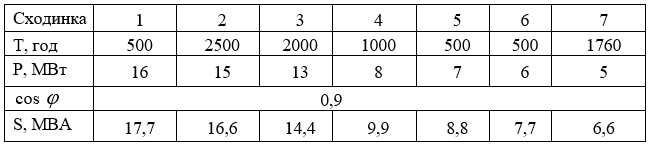 Сходинка 1 2 3 4 5 6 7
Т, год 500 2500 2000 1000 500 500 1760
Р, МВт 16 15 13 8 7 6 5
cos φ 0,9
S, МВА 17,7 16,6 14,4 9,9 8,8 7,7 6,6